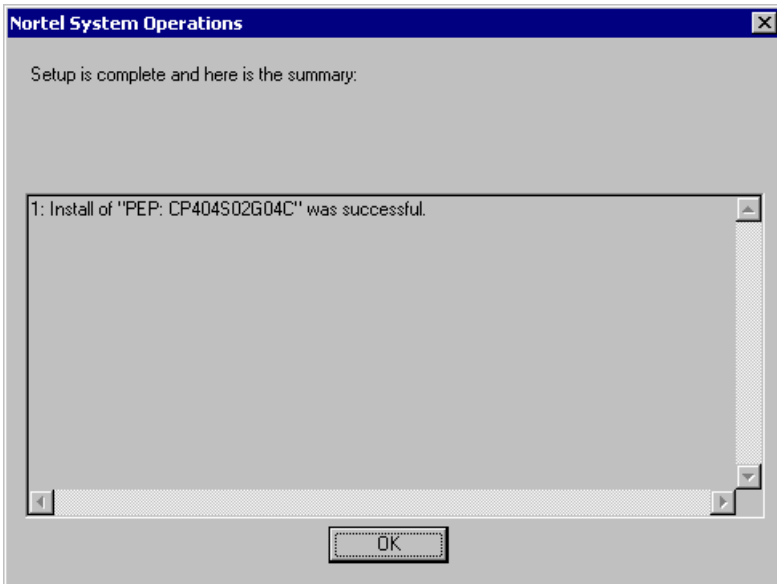 Nortel System Operations
Setup is complete and here is the summary:
1: Install of "PEP: CP404S02G04C" was successful.
OK